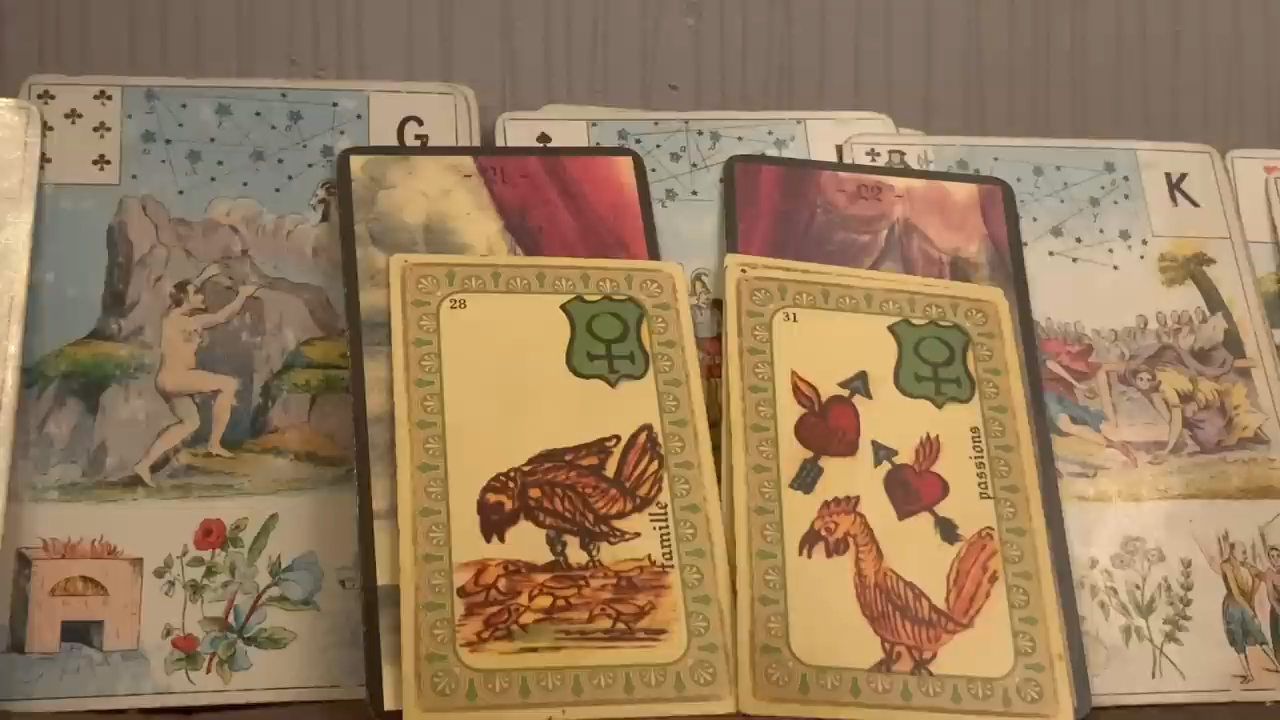 G
K
- 21 -
- 22 -
28
famille
31
passions